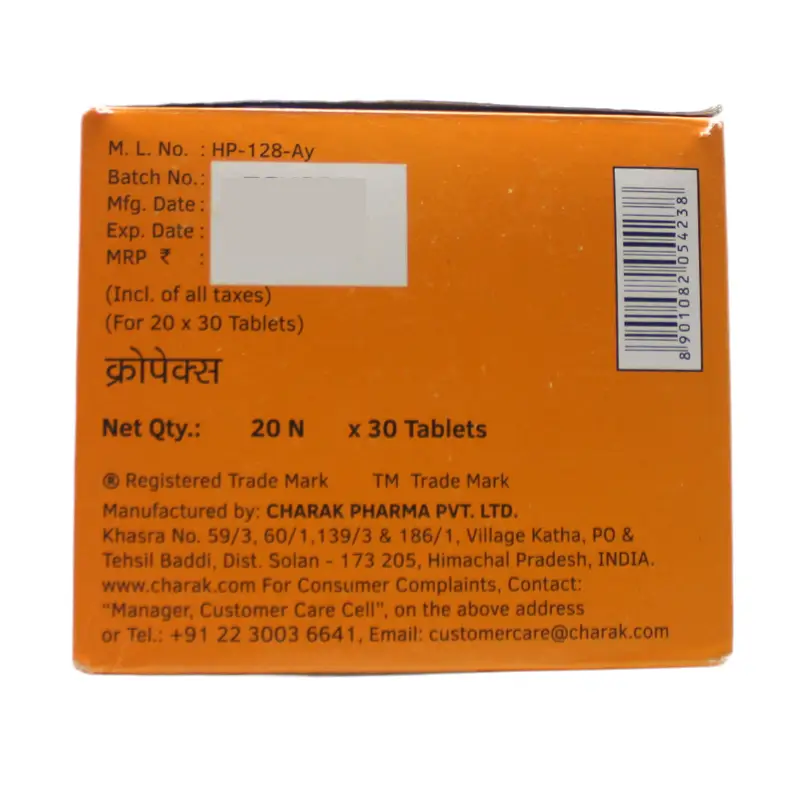 M. L. No. : HP-128-Ay
Batch No.:
Mfg. Date :
Exp. Date :
MRP ₹ :
(Incl. of all taxes)
(For 20 x 30 Tablets)
क्रोपेक्स
Net Qty.: 20 N x 30 Tablets
® Registered Trade Mark TM Trade Mark
Manufactured by: CHARAK PHARMA PVT. LTD.
Khasra No. 59/3, 60/1,139/3 & 186/1, Village Katha, PO &
Tehsil Baddi, Dist. Solan - 173 205, Himachal Pradesh, INDIA.
www.charak.com For Consumer Complaints, Contact:
“Manager, Customer Care Cell”, on the above address
or Tel.: +91 22 3003 6641, Email: customercare@charak.com
8 901082 054238